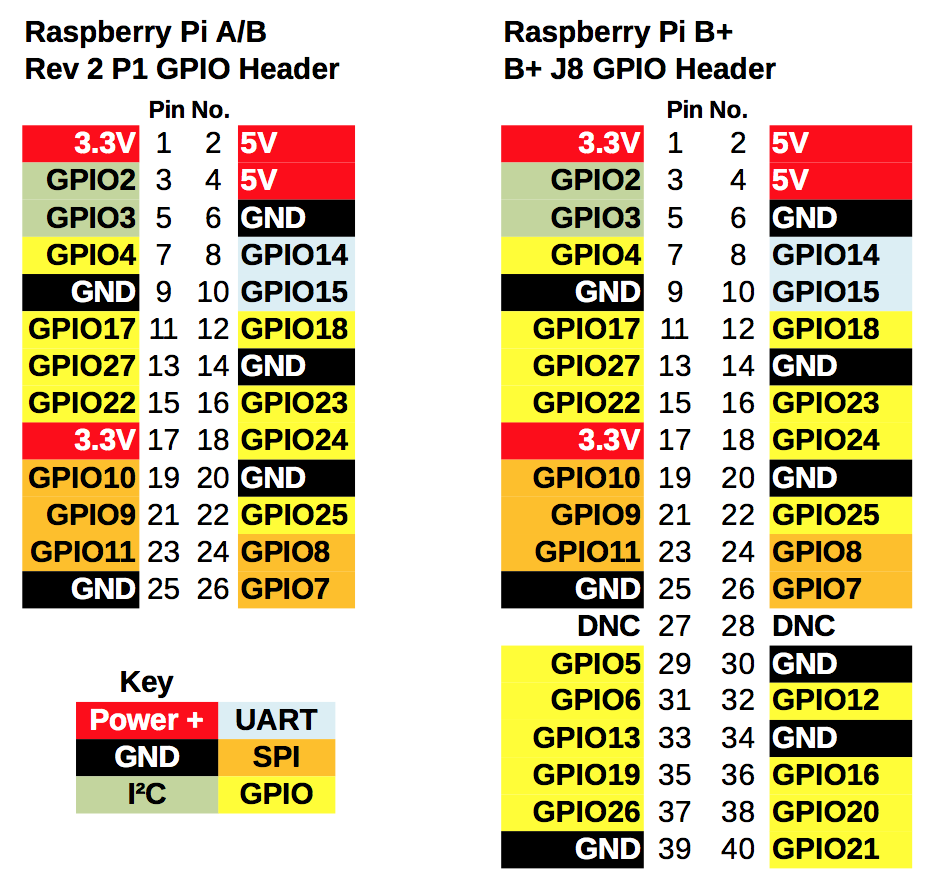 Raspberry Pi A/B
Rev 2 P1 GPIO Header
Pin No.
3.3V 1 2 5V
GPIO2 3 4 5V
GPIO3 5 6 GND
GPIO4 7 8 GPIO14
GND 9 10 GPIO15
GPIO17 11 12 GPIO18
GPIO27 13 14 GND
GPIO22 15 16 GPIO23
3.3V 17 18 GPIO24
GPIO10 19 20 GND
GPIO9 21 22 GPIO25
GPIO11 23 24 GPIO8
GND 25 26 GPIO7
Key
Power + UART
GND SPI
I²C GPIO
Raspberry Pi B+
B+ J8 GPIO Header
Pin No.
3.3V 1 2 5V
GPIO2 3 4 5V
GPIO3 5 6 GND
GPIO4 7 8 GPIO14
GND 9 10 GPIO15
GPIO17 11 12 GPIO18
GPIO27 13 14 GND
GPIO22 15 16 GPIO23
3.3V 17 18 GPIO24
GPIO10 19 20 GND
GPIO9 21 22 GPIO25
GPIO11 23 24 GPIO8
GND 25 26 GPIO7
DNC 27 28 DNC
GPIO5 29 30 GND
GPIO6 31 32 GPIO12
GPIO13 33 34 GND
GPIO19 35 36 GPIO16
GPIO26 37 38 GPIO20
GND 39 40 GPIO21